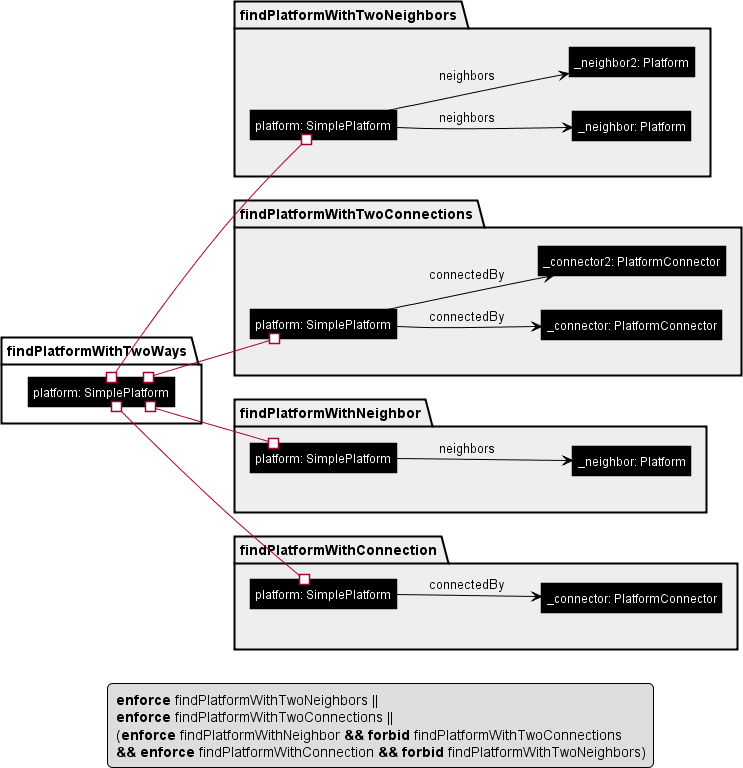 findPlatformWithTwoNeighbors
_neighbor2: Platform
neighbors
neighbors
platform: SimplePlatform
_neighbor: Platform
findPlatformWithTwoConnections
_connector2: PlatformConnector
connectedBy
connectedBy
platform: SimplePlatform
_connector: PlatformConnector
findPlatformWithTwoWays
platform: SimplePlatform
findPlatformWithNeighbor
neighbors
platform: SimplePlatform
_neighbor: Platform
findPlatformWithConnection
connectedBy
platform: SimplePlatform
_connector: PlatformConnector
enforce findPlatformWithTwoNeighbors ||
enforce findPlatformWithTwoConnections ||
(enforce findPlatformWithNeighbor && forbid findPlatformWithTwoConnections
&& enforce findPlatformWithConnection && forbid findPlatformWithTwoNeighbors)